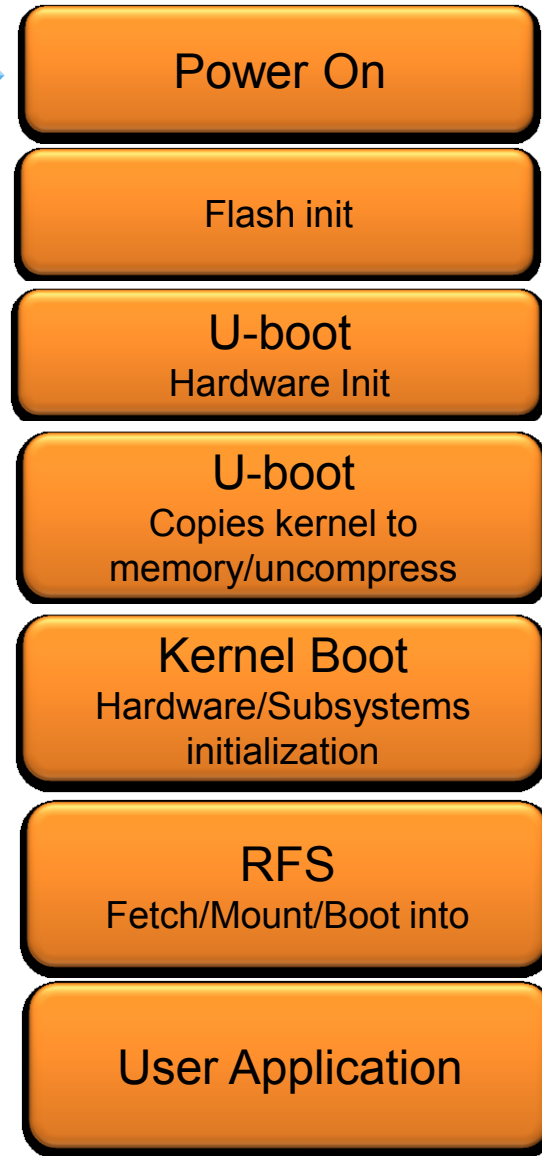 Power On
Flash init
U-boot
Hardware Init
U-boot
Copies kernel to
memory/uncompress
Kernel Boot
Hardware/Subsystems
initialization
RFS
Fetch/Mount/Boot into
User Application